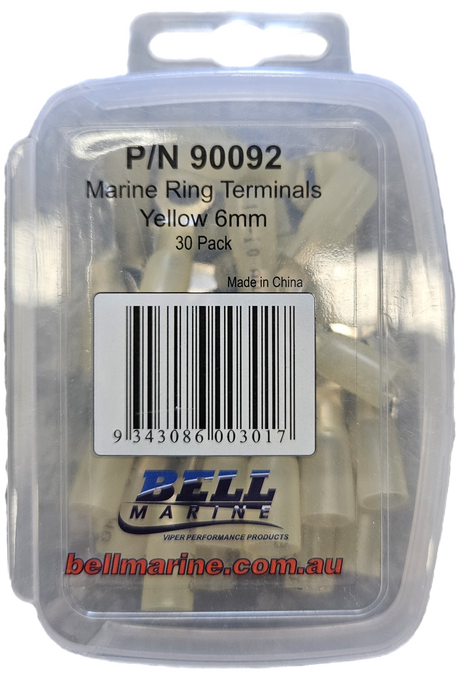 P/N 90092
Marine Ring Terminals
Yellow 6mm
30 Pack
Made in China
9 343086 003017
BELL
MARINE
VIPER PERFORMANCE PRODUCTS
bellmarine.com.au